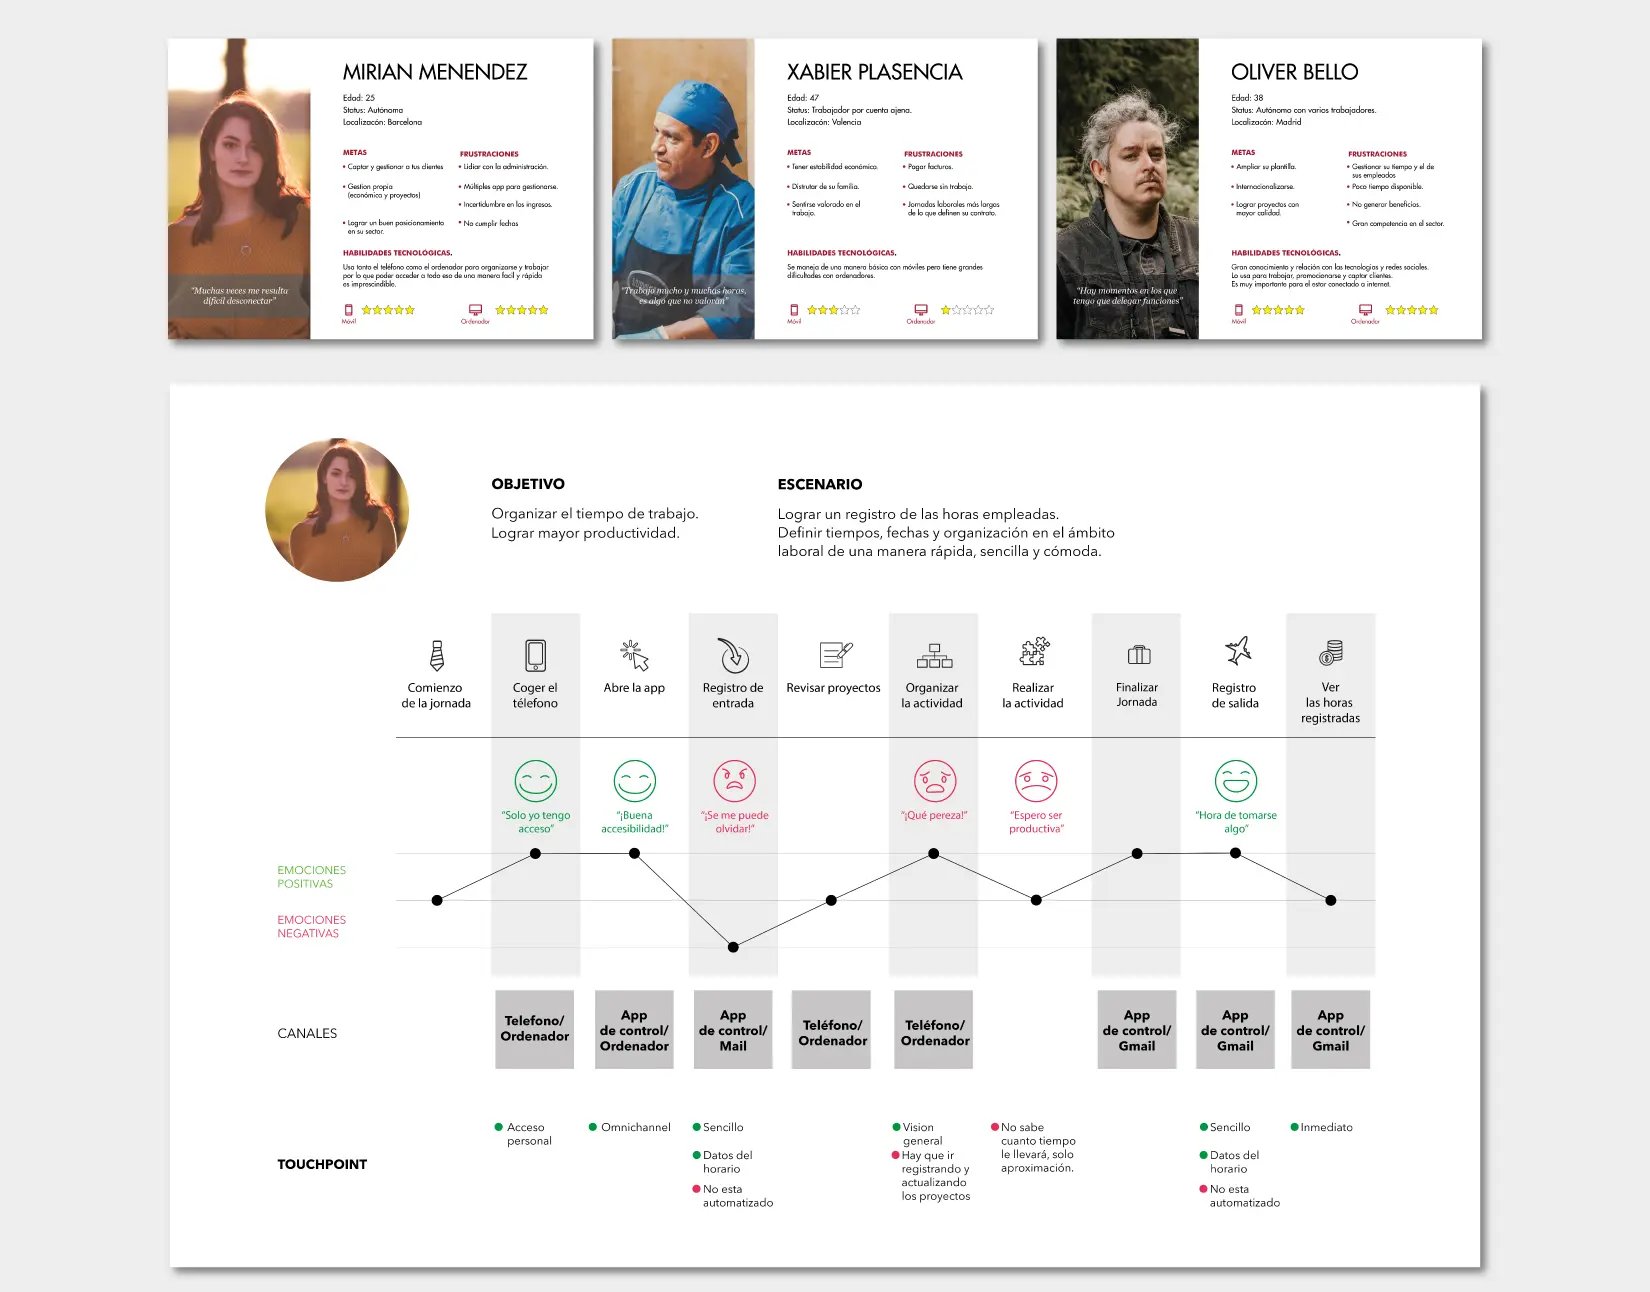 MIRIAN MENENDEZ
Edad: 25
Status: Autónoma
Localizacón: Barcelona
METAS
• Captar y gestionar a tus clientes
• Gestion propia
(económica y proyectos)
• Lograr un buen posicionamiento
en su sector.
FRUSTRACIONES
• Lidiar con la administración.
• Múltiples app para gestionarse.
• Incertidumbre en los ingresos.
• No cumplir fechas
HABILIDADES TECNOLÓGICAS.
Usa tanto el teléfono como el ordenador para organizarse y trabajar
por lo que poder acceder a todo eso de una manera facil y rápida
es imprescindible.
"Muchas veces me resulta
difícil desconectar"
Móvil
Ordenador
XABIER PLASENCIA
Edad: 47
Status: Trabajador por cuenta ajena.
Localizacón: Valencia
METAS
• Tener estabilidad económica.
• Disfrutar de su familia.
• Sentirse valorado en el
trabajo.
FRUSTRACIONES
• Pagar facturas.
• Quedarse sin trabajo.
• Jornadas laborales más largas
de lo que definen su contrato.
HABILIDADES TECNOLÓGICAS.
Se maneja de una manera básica con móviles pero tiene grandes
dificultades con ordenadores.
"Trabajo mucho y muchas horas,
es algo que no valoran"
Móvil
Ordenador
OLIVER BELLO
Edad: 38
Status: Autónomo con varios trabajadores.
Localizacón: Madrid
METAS
• Ampliar su plantilla.
• Internacionalizarse.
• Lograr proyectos con
mayor calidad.
FRUSTRACIONES
• Gestionar su tiempo y el de
sus empleados
• Poco tiempo disponible.
• No generar beneficios.
• Gran competencia en el sector.
HABILIDADES TECNOLÓGICAS.
Gran conocimiento y relación con las tecnologías y redes sociales.
Lo usa para trabajar, promocionarse y captar clientes.
Es muy importante para el estar conectado a internet.
"Hay momentos en los que
tengo que delegar funciones"
Móvil
Ordenador
OBJETIVO
Organizar el tiempo de trabajo.
Lograr mayor productividad.
ESCENARIO
Lograr un registro de las horas empleadas.
Definir tiempos, fechas y organización en el ámbito
laboral de una manera rápida, sencilla y cómoda.
Comienzo
de la jornada
Coger el
télefono
Abre la app
Registro de
entrada
Revisar proyectos
Organizar
la actividad
Realizar
la actividad
Finalizar
Jornada
Registro
de salida
Ver
las horas
registradas
"Solo yo tengo
acceso"
"¡Buena
accesibilidad!"
"¡Se me puede
olvidar!"
"¡Qué pereza!"
"Espero ser
productiva"
"Hora de tomarse
algo"
EMOCIONES
POSITIVAS
EMOCIONES
NEGATIVAS
CANALES
Telefono/
Ordenador
App
de control/
Ordenador
App
de control/
Mail
Teléfono/
Ordenador
Teléfono/
Ordenador
App
de control/
Gmail
App
de control/
Gmail
App
de control/
Gmail
TOUCHPOINT
Acceso
personal
Omnichannel
Sencillo
Datos del
horario
No esta
automatizado
Vision
general
Hay que ir
registrando y
actualizando
los proyectos
No sabe
cuanto tiempo
le llevará, solo
aproximación.
Sencillo
Datos del
horario
No esta
automatizado
Inmediato